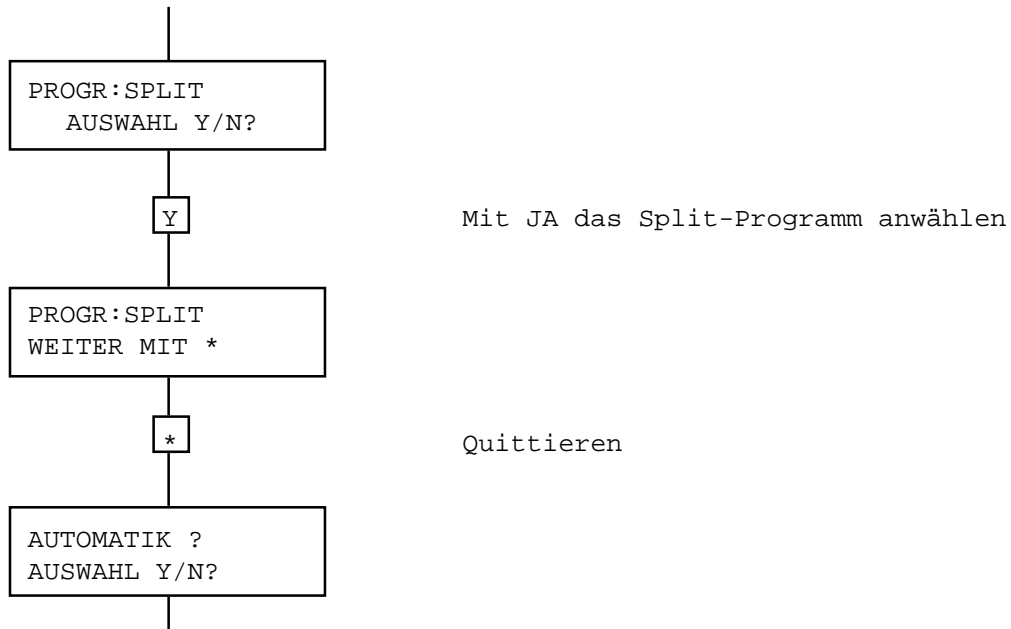 PROGR:SPLIT
AUSWAHL Y/N?
Y
Mit JA das Split-Programm anwählen
PROGR:SPLIT
WEITER MIT *
*
Quittieren
AUTOMATIK ?
AUSWAHL Y/N?